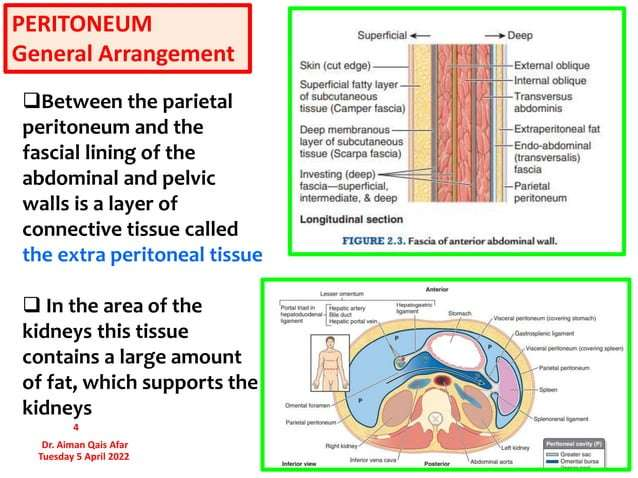 PERITONEUM
General Arrangement
❑Between the parietal
peritoneum and the
fascial lining of the
abdominal and pelvic
walls is a layer of
connective tissue called
the extra peritoneal tissue
❑ In the area of the
kidneys this tissue
contains a large amount
of fat, which supports the
kidneys
4
Dr. Aiman Qais Afar
Tuesday 5 April 2022
Superficial
Deep
Skin (cut edge)
Superficial fatty layer
of subcutaneous
tissue (Camper fascia)
Deep membranous
layer of subcutaneous
tissue (Scarpa fascia)
Investing (deep)
fascia—superficial,
intermediate, & deep
External oblique
Internal oblique
Transversus
abdominis
Extraperitoneal fat
Endo-abdominal
(transversalis)
fascia
Parietal
peritoneum
Longitudinal section
FIGURE 2.3. Fascia of anterior abdominal wall.
Anterior
Lesser omentum
Portal triad in
hepatoduodenal
ligament
Hepatic artery
Bile duct
Hepatic portal vein
Hepatogastric
ligament
Stomach
Visceral peritoneum (covering stomach)
Gastrosplenic ligament
Visceral peritoneum (covering spleen)
Parietal peritoneum
Spleen
Splenorenal ligament
P
P
P
Omental foramen
Parietal peritoneum
Right kidney
Inferior vena cava
Left kidney
Abdominal aorta
Inferior view
Posterior
Peritoneal cavity (P)
Greater sac
Omental bursa